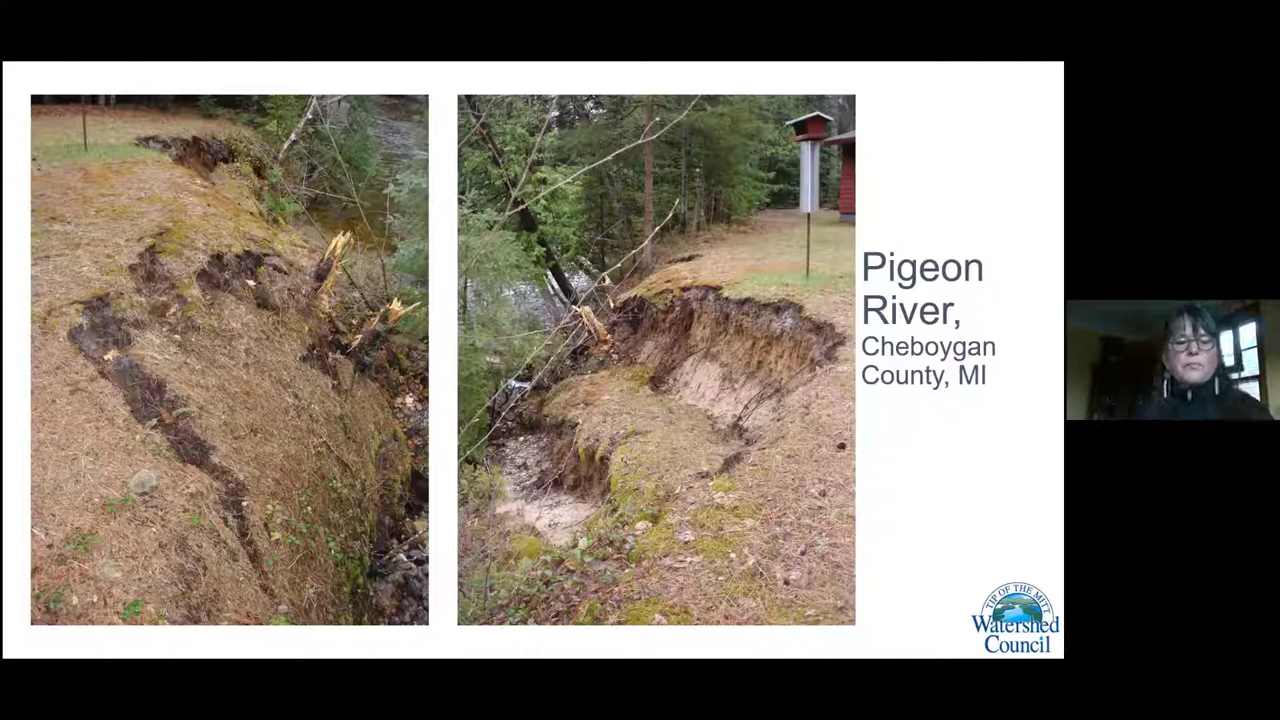 Pigeon
River,
Cheboygan
County, MI
TIP OF THE MITT
Watershed
Council